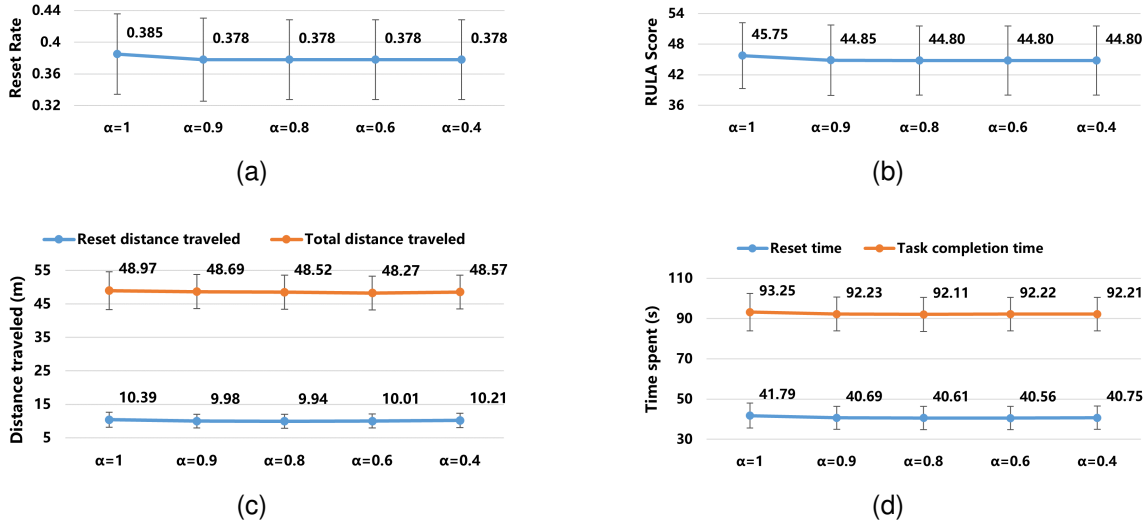 0.44
0.4
0.36
0.32
Reset Rate
0.385
0.378
0.378
0.378
0.378
α=1
α=0.9
α=0.8
α=0.6
α=0.4
(a)
54
48
42
36
RULA Score
45.75
44.85
44.80
44.80
44.80
α=1
α=0.9
α=0.8
α=0.6
α=0.4
(b)
Reset distance traveled
Total distance traveled
55
45
35
25
15
5
Distance traveled (m)
48.97
48.69
48.52
48.27
48.57
10.39
9.98
9.94
10.01
10.21
α=1
α=0.9
α=0.8
α=0.6
α=0.4
(c)
Reset time
Task completion time
110
90
70
50
30
Time spent (s)
93.25
92.23
92.11
92.22
92.21
41.79
40.69
40.61
40.56
40.75
α=1
α=0.9
α=0.8
α=0.6
α=0.4
(d)